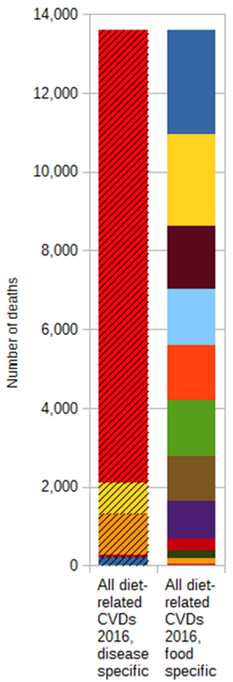 14,000
12,000
10,000
8,000
6,000
4,000
2,000
0
Number of deaths
All diet-
related
CVDs
2016,
disease
specific
All diet-
related
CVDs
2016,
food
specific